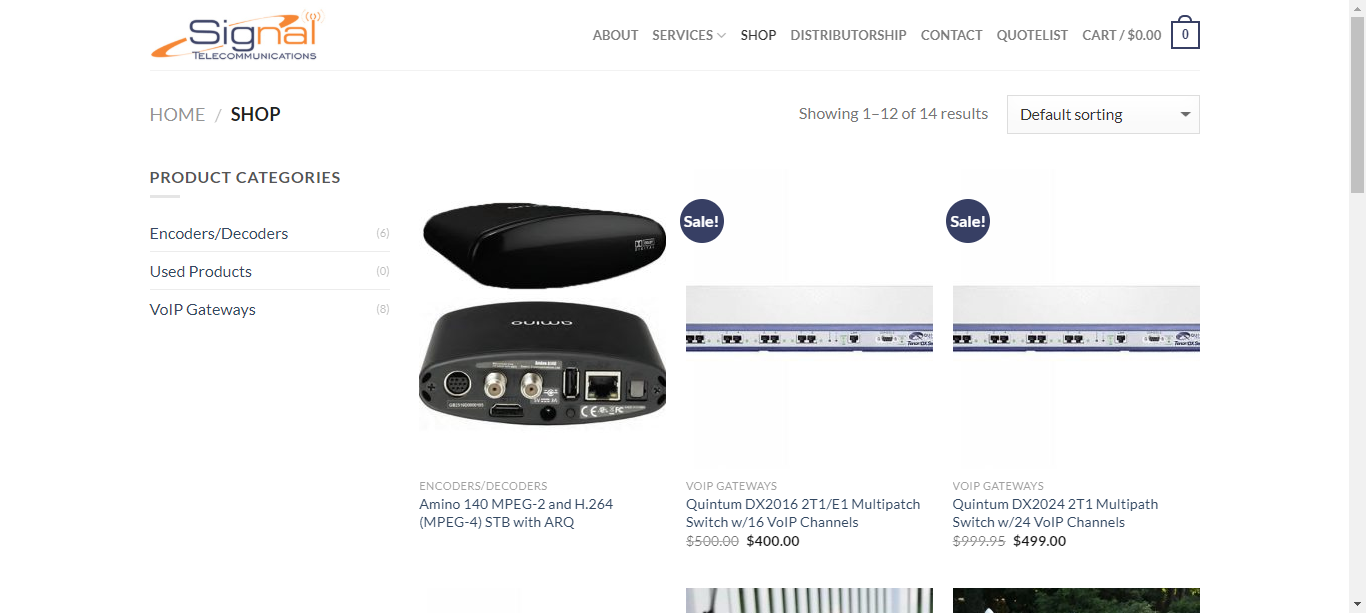 Signal
TELECOMMUNICATIONS
ABOUT SERVICES SHOP DISTRIBUTORSHIP CONTACT QUOTELIST CART / $0.00 0
HOME / SHOP
Showing 1–12 of 14 results
Default sorting
PRODUCT CATEGORIES
Encoders/Decoders (6)
Used Products (0)
VoIP Gateways (8)
Sale!
Sale!
ENCODERS/DECODERS
Amino 140 MPEG-2 and H.264
(MPEG-4) STB with ARQ
VOIP GATEWAYS
Quintum DX2016 2T1/E1 Multipatch
Switch w/16 VoIP Channels
$500.00 $400.00
VOIP GATEWAYS
Quintum DX2024 2T1 Multipath
Switch w/24 VoIP Channels
$999.95 $499.00